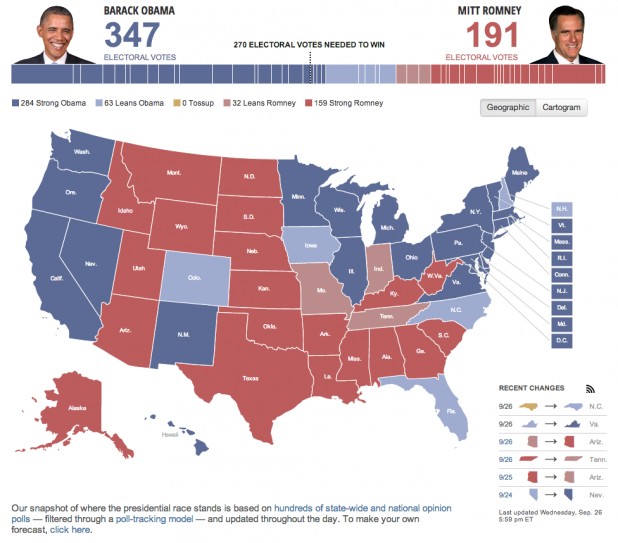 BARACK OBAMA
347
ELECTORAL VOTES
270 ELECTORAL VOTES NEEDED TO WIN
MITT ROMNEY
191
ELECTORAL VOTES
284 Strong Obama 63 Leans Obama 0 Tossup 32 Leans Romney 159 Strong Romney
Geographic Cartogram
Wash.
Ore.
Calif.
Nev.
Idaho
Mont.
Wyo.
Utah
Colo.
Ariz.
N.M.
N.D.
S.D.
Neb.
Kan.
Okla.
Texas
Minn.
Iowa
Mo.
Ark.
La.
Wis.
Ill.
Mich.
Ind.
Ohio
Ky.
Tenn.
Miss.
Ala.
Ga.
Fla.
S.C.
N.C.
Va.
W.Va.
Pa.
N.Y.
Maine
N.H.
Vt.
Mass.
R.I.
Conn.
N.J.
Del.
Md.
D.C.
Alaska
Hawaii
RECENT CHANGES
9/26 → N.C.
9/26 → Va.
9/26 → Ariz.
9/26 → Tenn.
9/25 → Ariz.
9/24 → Nev.
Last updated Wednesday, Sep. 26
5:59 pm ET
Our snapshot of where the presidential race stands is based on hundreds of state-wide and national opinion
polls — filtered through a poll-tracking model — and updated throughout the day. To make your own
forecast, click here.